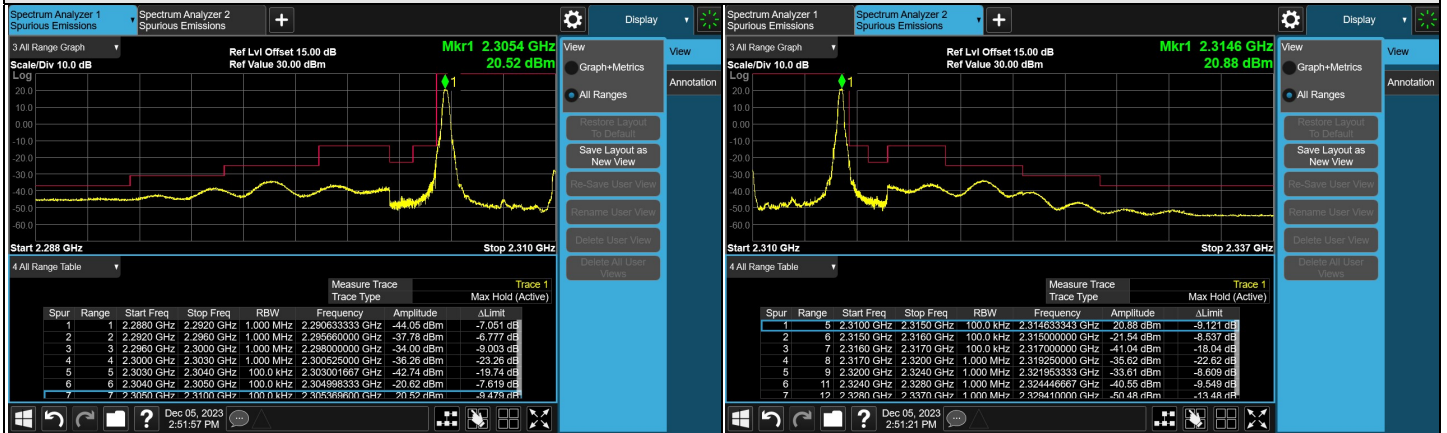 Spectrum Analyzer 1
Spurious Emissions
Spectrum Analyzer 2
Spurious Emissions
Display
3 All Range Graph
Scale/Div 10.0 dB
Ref Lvl Offset 15.00 dB
Ref Value 30.00 dBm
Mkr1 2.3054 GHz
20.52 dBm
Log
1
20.0
10.0
0.00
-10.0
-20.0
-30.0
-40.0
-50.0
-60.0
Start 2.288 GHz
Stop 2.310 GHz
4 All Range Table
Measure Trace Trace 1
Trace Type Max Hold (Active)
Spur Range Start Freq Stop Freq RBW Frequency Amplitude ΔLimit
1 1 2.2880 GHz 2.2920 GHz 1.000 MHz 2.290633333 GHz -44.05 dBm -7.051 dB
2 2 2.2920 GHz 2.2960 GHz 1.000 MHz 2.295660000 GHz -37.78 dBm -6.777 dB
3 3 2.2960 GHz 2.3000 GHz 1.000 MHz 2.298000000 GHz -34.00 dBm -9.003 dB
4 4 2.3000 GHz 2.3030 GHz 1.000 MHz 2.300525000 GHz -36.26 dBm -23.26 dB
5 5 2.3030 GHz 2.3040 GHz 100.0 kHz 2.303001667 GHz -42.74 dBm -19.74 dB
6 6 2.3040 GHz 2.3050 GHz 100.0 kHz 2.304998333 GHz -20.62 dBm -7.619 dB
7 7 2.3050 GHz 2.3100 GHz 100.0 kHz 2.305369600 GHz 20.52 dBm -9.479 dB
View
Graph+Metrics
All Ranges
Restore Layout
To Default
Save Layout as
New View
Re-Save User View
Rename User View
Delete User View
Delete All User
Views
View
Annotation
?
Dec 05, 2023
2:51:57 PM
Spectrum Analyzer 1
Spurious Emissions
Spectrum Analyzer 2
Spurious Emissions
Display
3 All Range Graph
Scale/Div 10.0 dB
Ref Lvl Offset 15.00 dB
Ref Value 30.00 dBm
Mkr1 2.3146 GHz
20.88 dBm
Log
1
20.0
10.0
0.00
-10.0
-20.0
-30.0
-40.0
-50.0
-60.0
Start 2.310 GHz
Stop 2.337 GHz
4 All Range Table
Measure Trace Trace 1
Trace Type Max Hold (Active)
Spur Range Start Freq Stop Freq RBW Frequency Amplitude ΔLimit
1 5 2.3100 GHz 2.3150 GHz 100.0 kHz 2.314633343 GHz 20.88 dBm -9.121 dB
2 6 2.3150 GHz 2.3160 GHz 100.0 kHz 2.315000000 GHz -21.54 dBm -8.537 dB
3 7 2.3160 GHz 2.3170 GHz 100.0 kHz 2.317000000 GHz -41.04 dBm -18.04 dB
4 8 2.3170 GHz 2.3200 GHz 1.000 MHz 2.319250000 GHz -35.62 dBm -22.62 dB
5 9 2.3200 GHz 2.3240 GHz 1.000 MHz 2.321953333 GHz -33.61 dBm -8.609 dB
6 11 2.3240 GHz 2.3280 GHz 1.000 MHz 2.324446667 GHz -40.55 dBm -9.549 dB
7 12 2.3280 GHz 2.3370 GHz 1.000 MHz 2.329410000 GHz -50.48 dBm -13.48 dB
View
Graph+Metrics
All Ranges
Restore Layout
To Default
Save Layout as
New View
Re-Save User View
Rename User View
Delete User View
Delete All User
Views
View
Annotation
?
Dec 05, 2023
2:51:21 PM